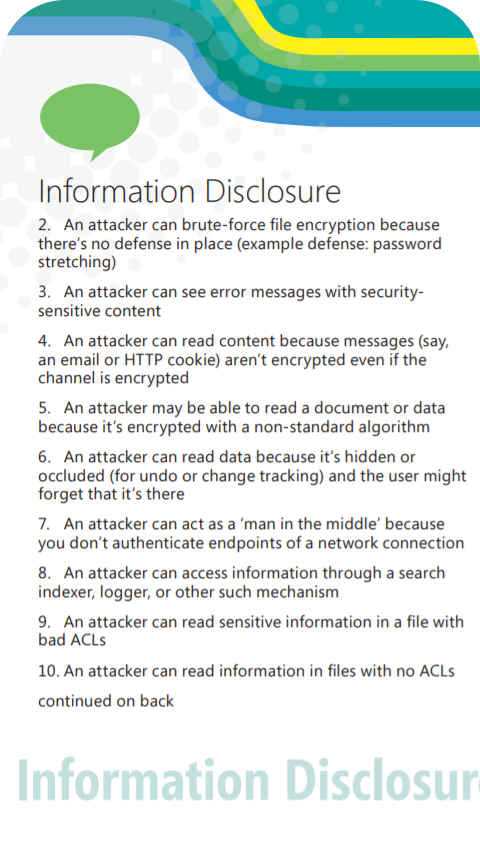 Information Disclosure
2. An attacker can brute-force file encryption because
there’s no defense in place (example defense: password
stretching)
3. An attacker can see error messages with security-
sensitive content
4. An attacker can read content because messages (say,
an email or HTTP cookie) aren’t encrypted even if the
channel is encrypted
5. An attacker may be able to read a document or data
because it’s encrypted with a non-standard algorithm
6. An attacker can read data because it’s hidden or
occluded (for undo or change tracking) and the user might
forget that it’s there
7. An attacker can act as a ‘man in the middle’ because
you don’t authenticate endpoints of a network connection
8. An attacker can access information through a search
indexer, logger, or other such mechanism
9. An attacker can read sensitive information in a file with
bad ACLs
10. An attacker can read information in files with no ACLs
continued on back
Information Disclosur